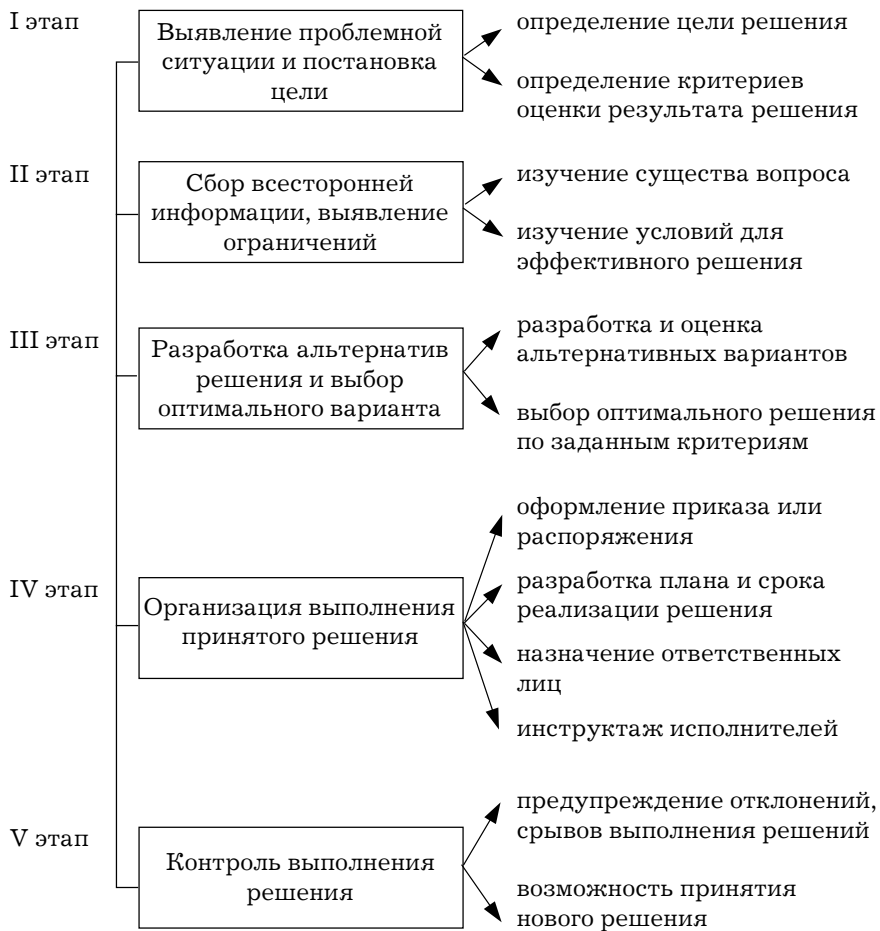 I этап
Выявление проблемной
ситуации и постановка
цели
определение цели решения
определение критериев
оценки результата решения
II этап
Сбор всесторонней
информации, выявление
ограничений
изучение существа вопроса
изучение условий для
эффективного решения
III этап
Разработка альтернатив
решения и выбор
оптимального варианта
разработка и оценка
альтернативных вариантов
выбор оптимального решения
по заданным критериям
IV этап
Организация выполнения
принятого решения
оформление приказа или
распоряжения
разработка плана и срока
реализации решения
назначение ответственных
лиц
инструктаж исполнителей
V этап
Контроль выполнения
решения
предупреждение отклонений,
срывов выполнения решений
возможность принятия
нового решения